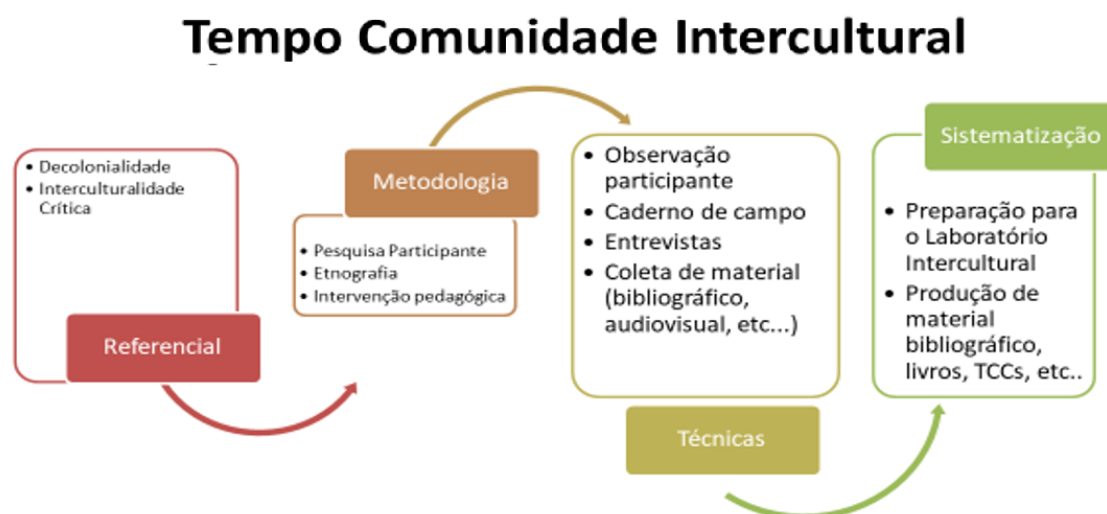 Tempo Comunidade Intercultural
• Decolonialidade
• Interculturalidade
Crítica
Referencial
Metodologia
• Pesquisa Participante
• Etnografia
• Intervenção pedagógica
• Observação
participante
• Caderno de campo
• Entrevistas
• Coleta de material
(bibliográfico,
audiovisual, etc...)
Técnicas
Sistematização
• Preparação para
o Laboratório
Intercultural
• Produção de
material
bibliográfico,
livros, TCCs, etc..